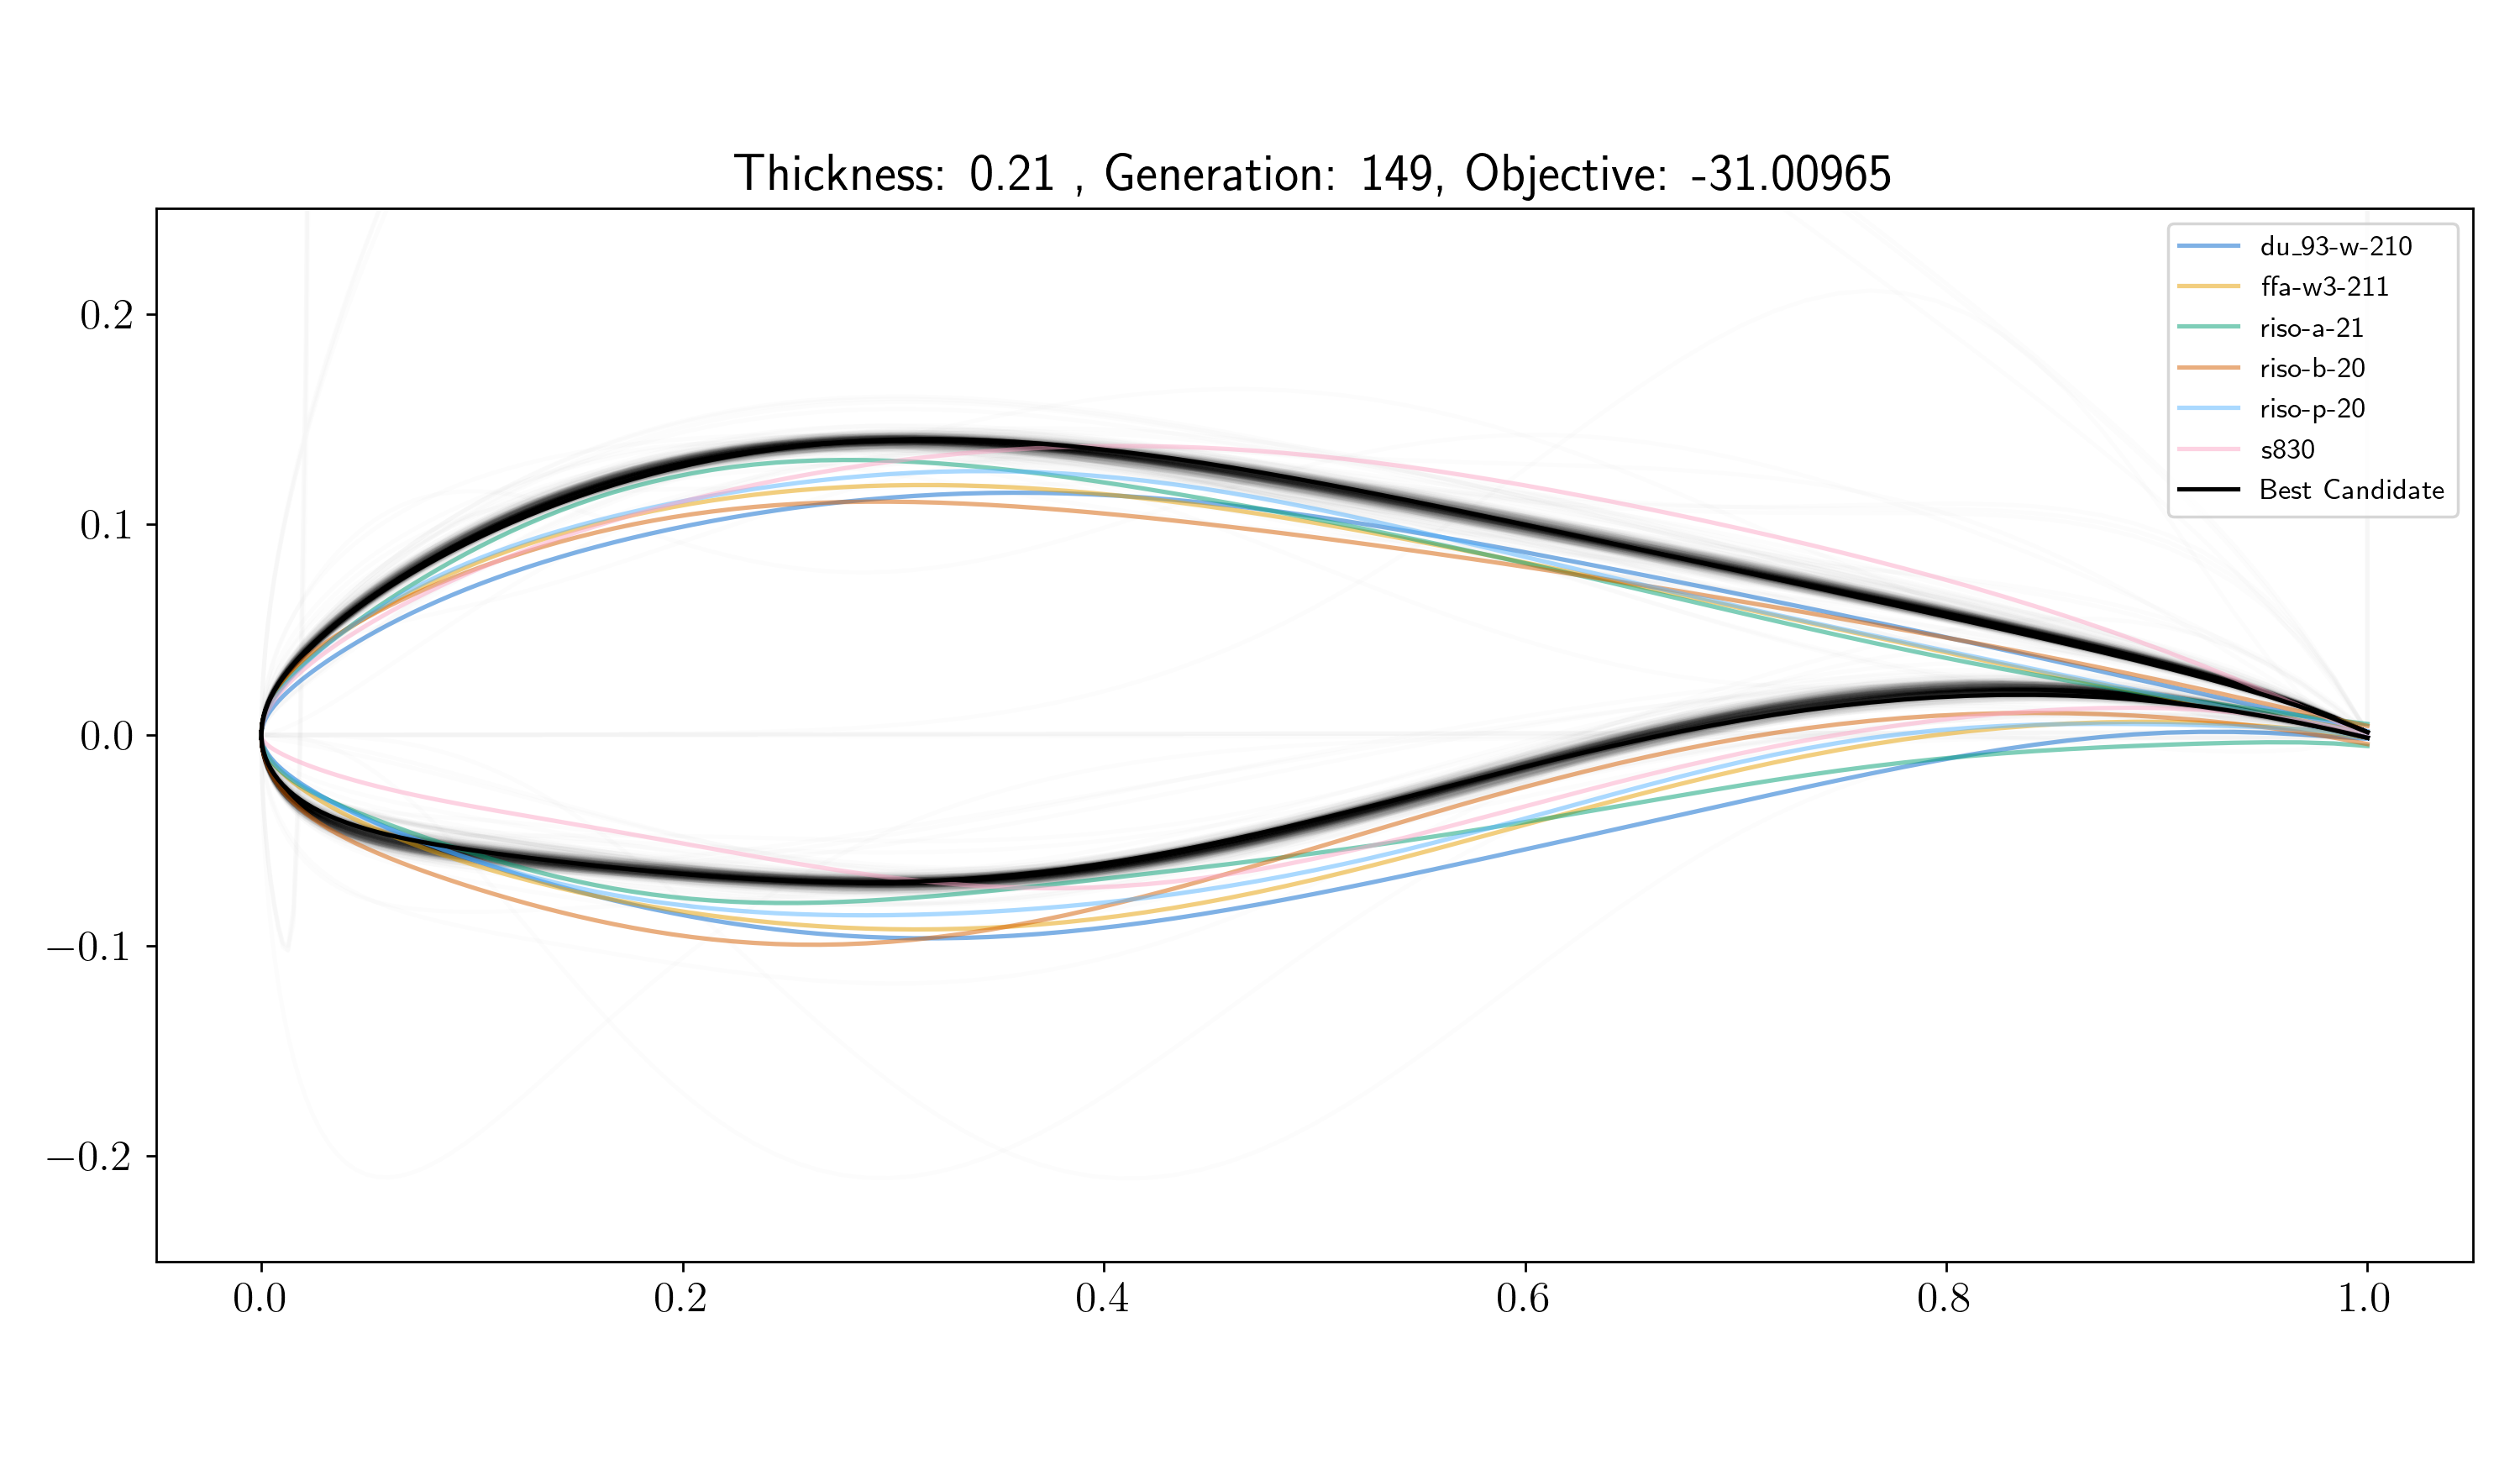 Thickness: 0.21 , Generation: 149, Objective: -31.00965
du_93-w-210
ffa-w3-211
riso-a-21
riso-b-20
riso-p-20
s830
Best Candidate
0.2
0.1
0.0
−0.1
−0.2
0.0 0.2 0.4 0.6 0.8 1.0